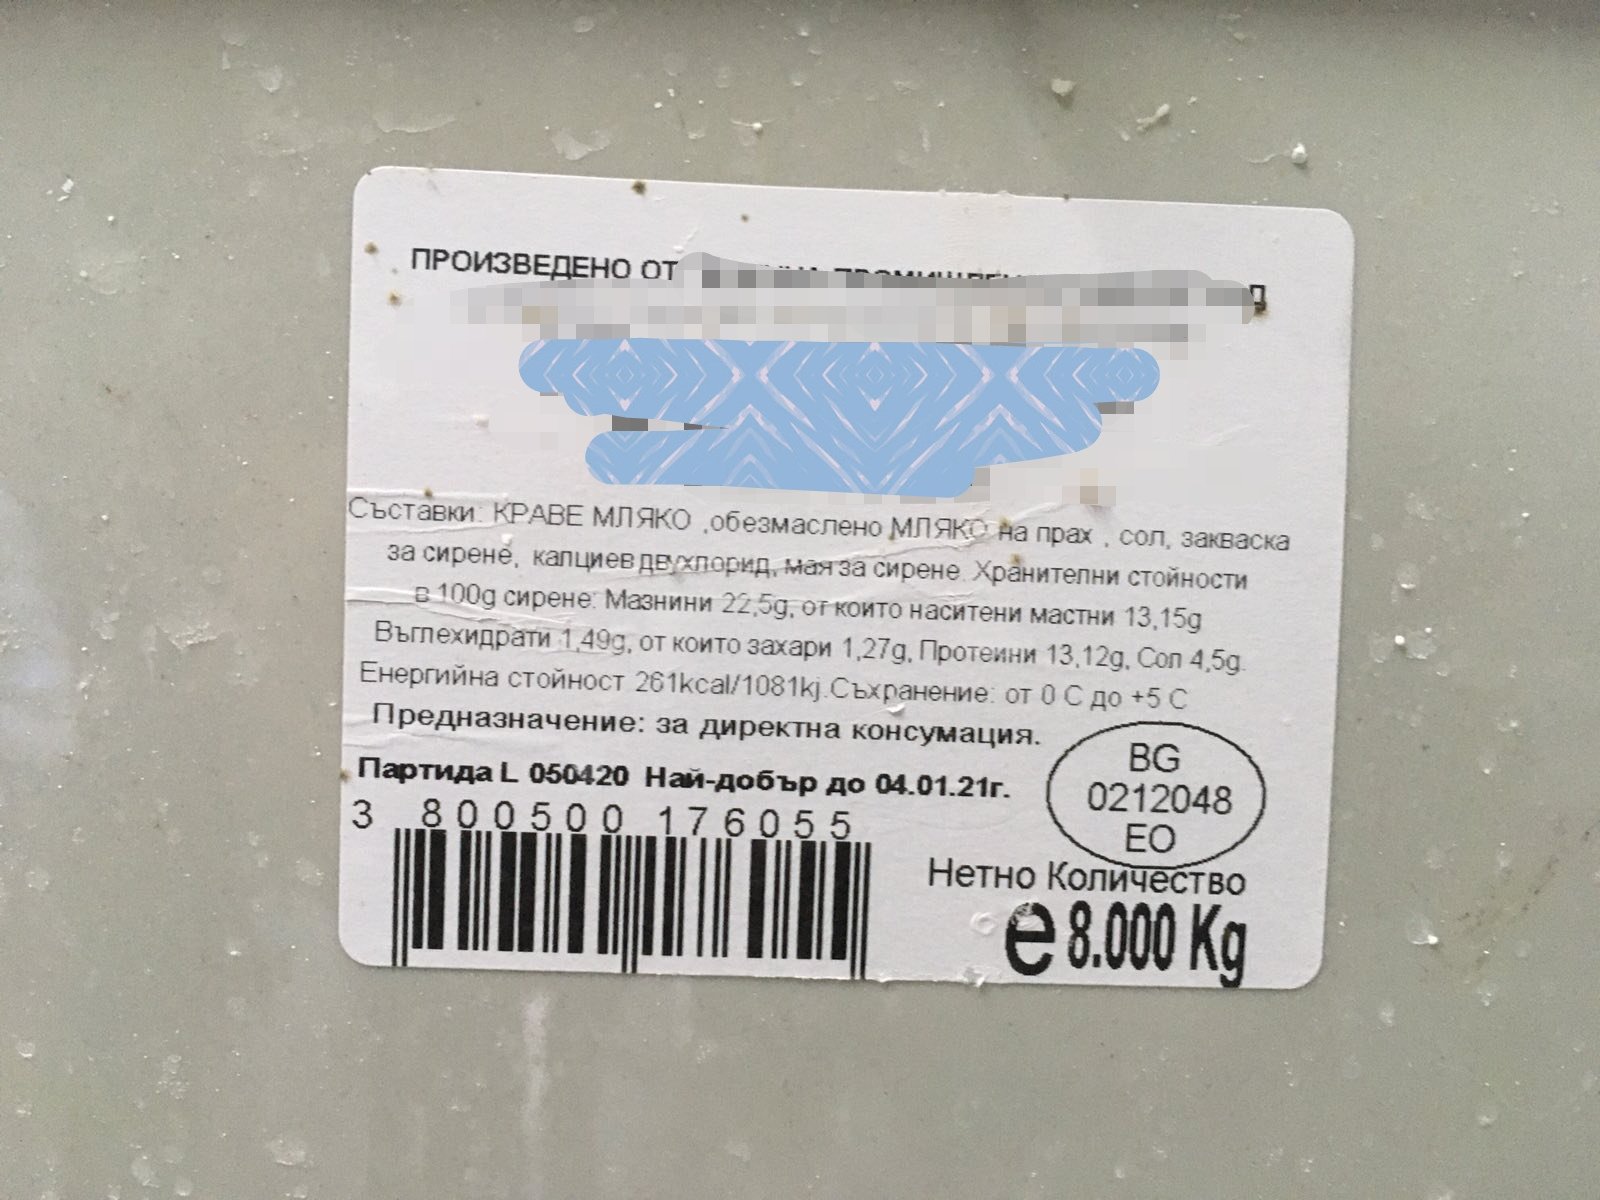 ПРОИЗВЕДЕНО ОТ
Съставки: КРАВЕ МЛЯКО ,обезмаслено МЛЯКО на прах , сол, закваска
за сирене, калциев двухлорид, мая за сирене. Хранителни стойности
в 100g сирене: Мазнини 22,5g, от които наситени мастни 13,15g
Въглехидрати 1,49g, от които захари 1,27g, Протеини 13,12g, Сол 4,5g.
Енергийна стойност 261kcal/1081kj.Съхранение: от 0 С до +5 С
Предназначение: за директна консумация.
Партида L 050420 Най-добър до 04.01.21г.
BG
0212048
EO
3 800500 176055
Нетно Количество
e 8.000 Kg